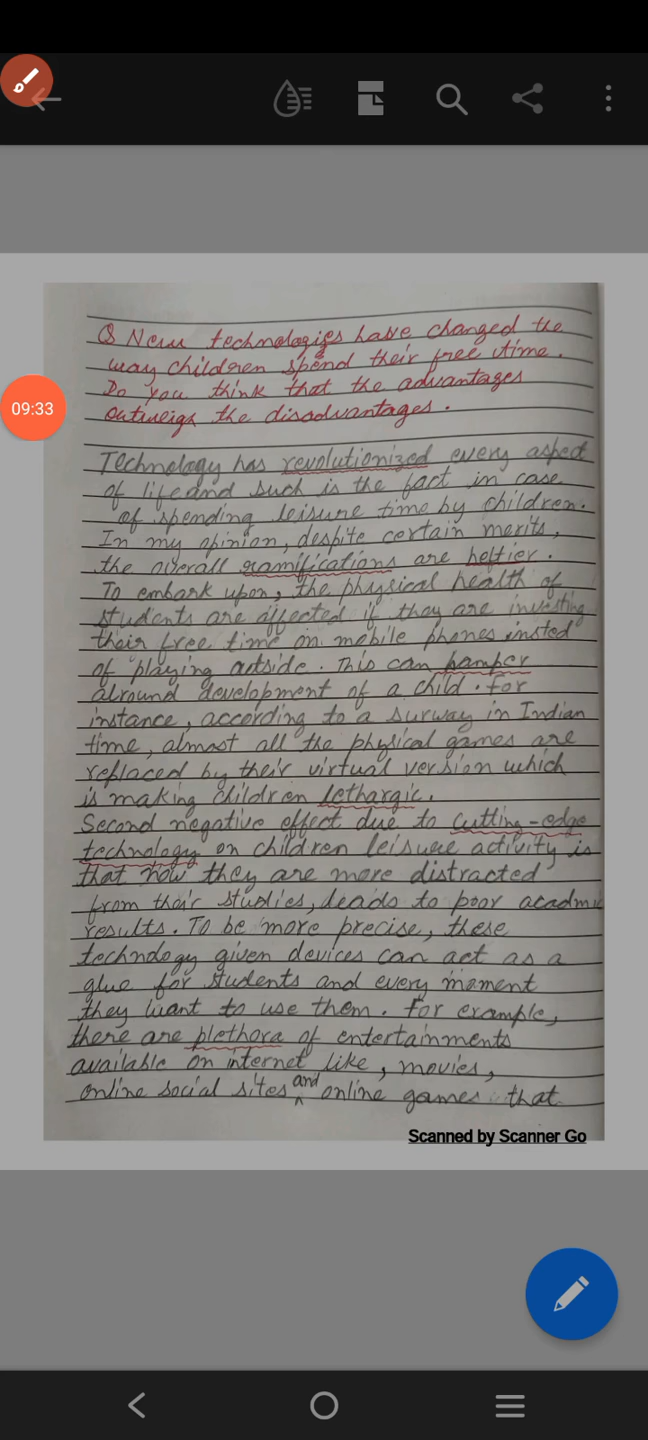 09:33
Q New technologies have changed the
way children spend their free time.
Do you think that the advantages
outweigh the disadvantages.
Technology has revolutionized every aspect
of life and such is the fact in case
of spending leisure time by children.
In my opinion, despite certain merits,
the overall ramifications are heftier.
To embark upon, the physical health of
students are affected if they are investing
their free time on mobile phones insted
of playing outside. This can hamper
alround development of a child. For
instance, according to a survay in Indian
time, almost all the physical games are
replaced by their virtual version which
is making children lethargic.
Second negative effect due to cutting-edge
technology on children leisure activity is
that now they are more distracted
from their studies, leads to poor acadmic
results. To be more precise, these
technology given devices can act as a
glue for students and every moment
they want to use them. For example,
there are plethora of entertainments
available on internet like, movies,
online social sites and online games that
Scanned by Scanner Go